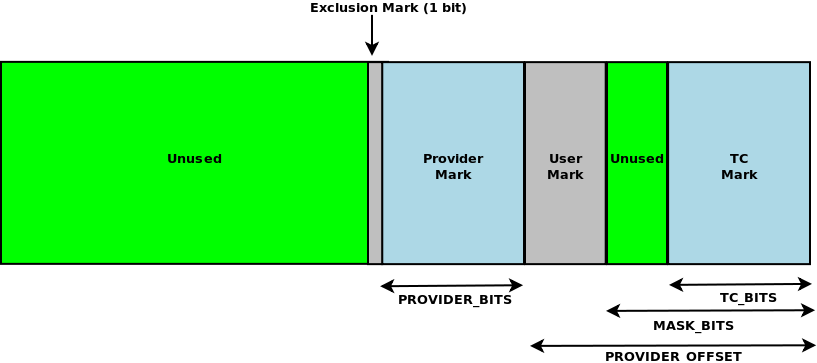 Exclusion Mark (1 bit)
Unused
Provider
Mark
User
Mark
Unused
TC
Mark
PROVIDER_BITS
TC_BITS
MASK_BITS
PROVIDER_OFFSET